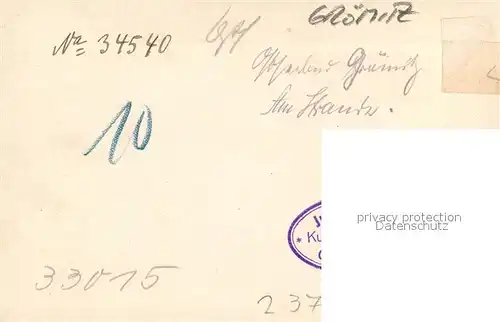 GRÖMITZ
No 34540
Ostseebad Grömitz
Am Strande.
10
privacy protection
Datenschutz
33015
237